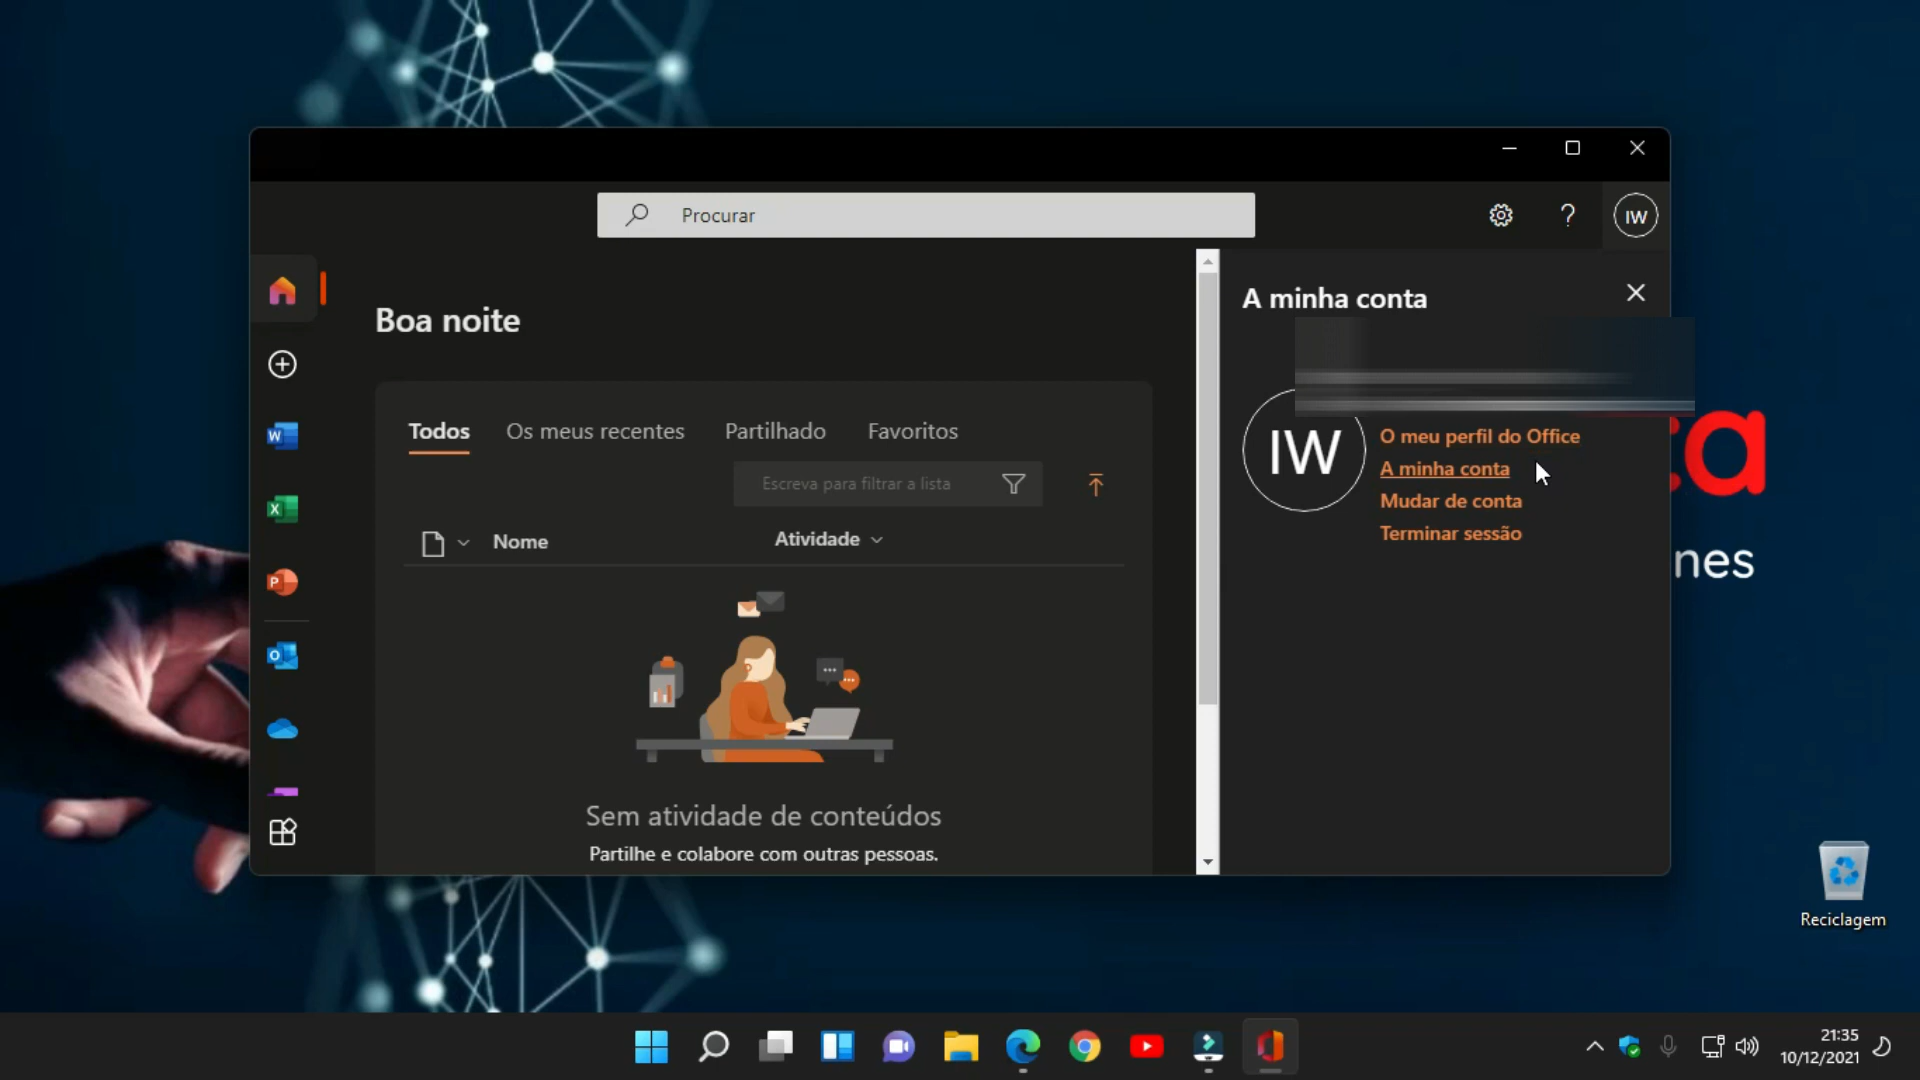 Procurar
IW
A minha conta
Boa noite
Todos
Os meus recentes
Partilhado
Favoritos
IW
O meu perfil do Office
A minha conta
Mudar de conta
Terminar sessão
Escreva para filtrar a lista
Nome
Atividade
Sem atividade de conteúdos
Partilhe e colabore com outras pessoas.
nes
Reciclagem
21:35
10/12/2021